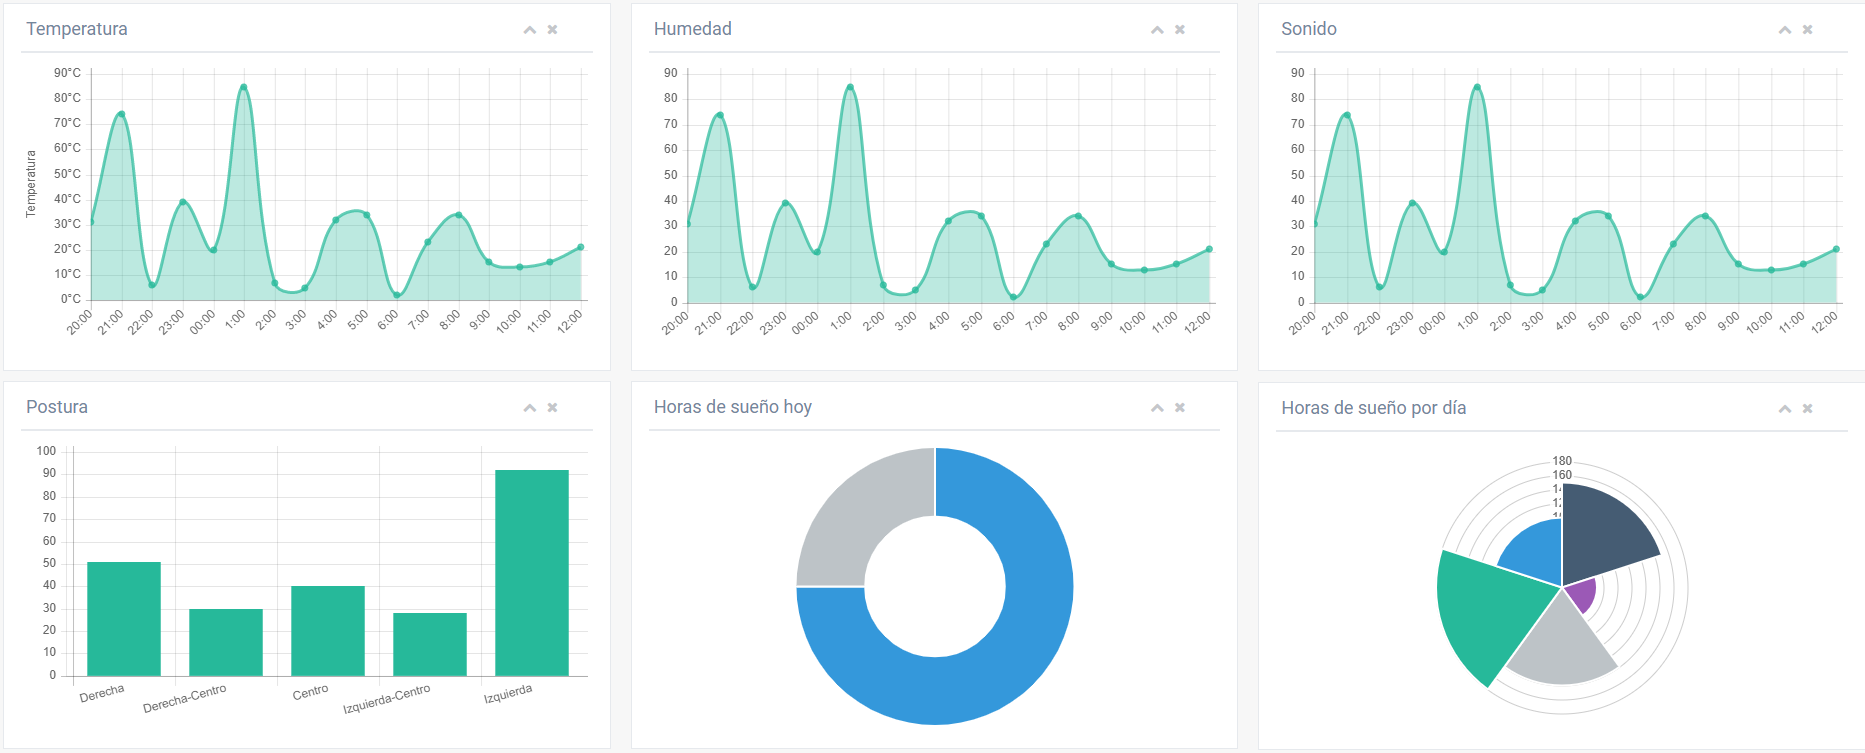 Temperatura
90°C
80°C
70°C
60°C
50°C
40°C
30°C
20°C
10°C
0°C
Temperatura
20:00 21:00 22:00 23:00 00:00 1:00 2:00 3:00 4:00 5:00 6:00 7:00 8:00 9:00 10:00 11:00 12:00
Humedad
90
80
70
60
50
40
30
20
10
0
20:00 21:00 22:00 23:00 00:00 1:00 2:00 3:00 4:00 5:00 6:00 7:00 8:00 9:00 10:00 11:00 12:00
Sonido
90
80
70
60
50
40
30
20
10
0
20:00 21:00 22:00 23:00 00:00 1:00 2:00 3:00 4:00 5:00 6:00 7:00 8:00 9:00 10:00 11:00 12:00
Postura
100
90
80
70
60
50
40
30
20
10
0
Derecha Derecha-Centro Centro Izquierda-Centro Izquierda
Horas de sueño hoy
Horas de sueño por día
180
160